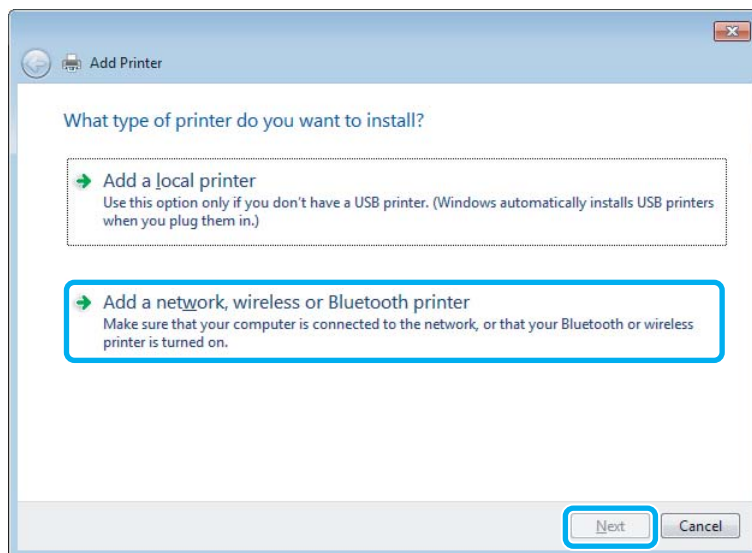 Add Printer
What type of printer do you want to install?
Add a local printer
Use this option only if you don't have a USB printer. (Windows automatically installs USB printers
when you plug them in.)
Add a network, wireless or Bluetooth printer
Make sure that your computer is connected to the network, or that your Bluetooth or wireless
printer is turned on.
Next Cancel